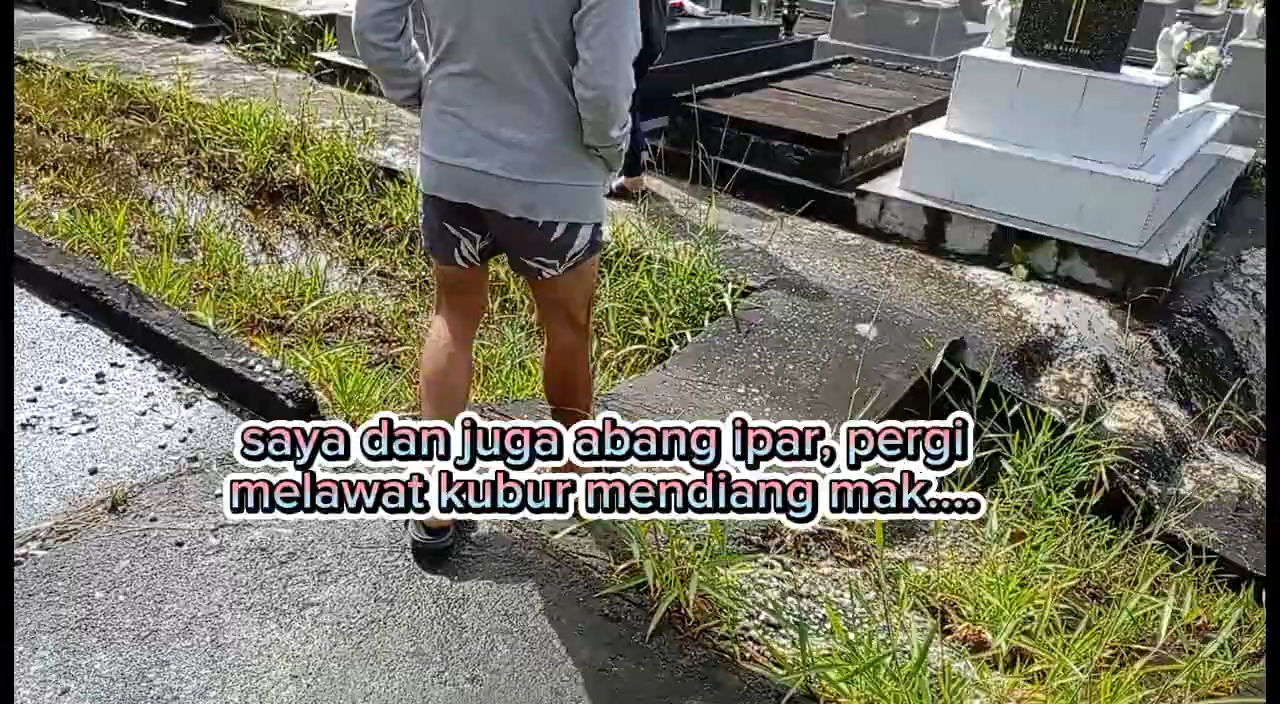 saya dan juga abang ipar, pergi
melawat kubur mendiang mak....